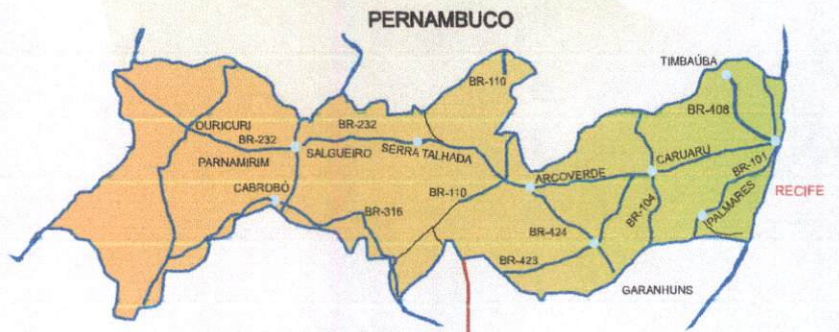 PERNAMBUCO
TIMBAÚBA
BR-110
BR-408
OURICURI
BR-232
BR-232
PARNAMIRIM
SALGUEIRO
SERRA TALHADA
CARUARU
BR-101
ARCOVERDE
CABROBÓ
BR-110
BR-104
PALMARES
RECIFE
BR-316
BR-424
BR-423
GARANHUNS